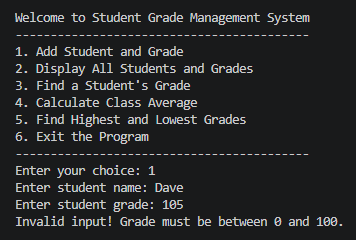 Welcome to Student Grade Management System
-----------------------------------------
1. Add Student and Grade
2. Display All Students and Grades
3. Find a Student's Grade
4. Calculate Class Average
5. Find Highest and Lowest Grades
6. Exit the Program
-----------------------------------------
Enter your choice: 1
Enter student name: Dave
Enter student grade: 105
Invalid input! Grade must be between 0 and 100.